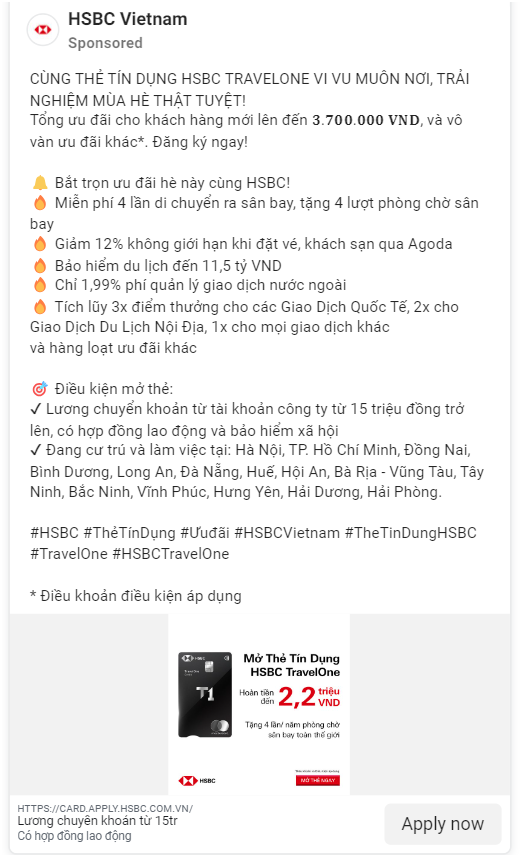 HSBC Vietnam
Sponsored
CÙNG THẺ TÍN DỤNG HSBC TRAVELONE VI VU MUÔN NƠI, TRẢI
NGHIỆM MÙA HÈ THẬT TUYỆT!
Tổng ưu đãi cho khách hàng mới lên đến 3.700.000 VND, và vô
vàn ưu đãi khác*. Đăng ký ngay!
🔔 Bắt trọn ưu đãi hè này cùng HSBC!
🔥 Miễn phí 4 lần di chuyển ra sân bay, tặng 4 lượt phòng chờ sân
bay
🔥 Giảm 12% không giới hạn khi đặt vé, khách sạn qua Agoda
🔥 Bảo hiểm du lịch đến 11,5 tỷ VND
🔥 Chỉ 1,99% phí quản lý giao dịch nước ngoài
🔥 Tích lũy 3x điểm thưởng cho các Giao Dịch Quốc Tế, 2x cho
Giao Dịch Du Lịch Nội Địa, 1x cho mọi giao dịch khác
và hàng loạt ưu đãi khác
🎯 Điều kiện mở thẻ:
✓ Lương chuyển khoản từ tài khoản công ty từ 15 triệu đồng trở
lên, có hợp đồng lao động và bảo hiểm xã hội
✓ Đang cư trú và làm việc tại: Hà Nội, TP. Hồ Chí Minh, Đồng Nai,
Bình Dương, Long An, Đà Nẵng, Huế, Hội An, Bà Rịa - Vũng Tàu, Tây
Ninh, Bắc Ninh, Vĩnh Phúc, Hưng Yên, Hải Dương, Hải Phòng.
#HSBC #ThẻTínDụng #Ưuđãi #HSBCVietnam #TheTinDungHSBC
#TravelOne #HSBCTravelOne
* Điều khoản điều kiện áp dụng
HSBC
TravelOne
T1
Mở Thẻ Tín Dụng
HSBC TravelOne
Hoàn tiền
đến 2,2 triệu
VND
Tặng 4 lần/ năm phòng chờ
sân bay toàn thế giới
HSBC
MỞ THẺ NGAY
HTTPS://CARD.APPLY.HSBC.COM.VN/
Lương chuyên khoán từ 15tr
Có hợp đồng lao động
Apply now